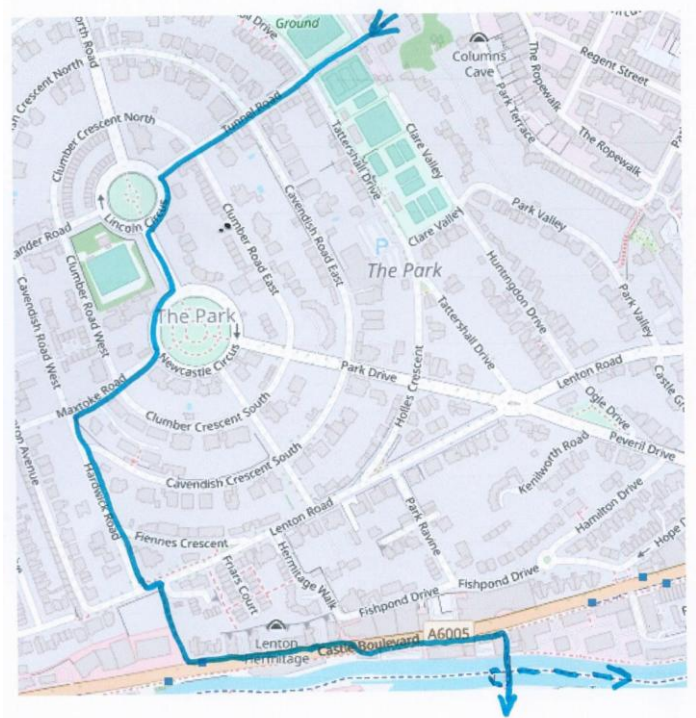 Ground
Columns
Cave
The Ropewalk
Regent Street
Park Terrace
The Ropewalk
Clumber Crescent North
Tunnel Road
Tattershall Drive
Clare Valley
Lincoln Circus
Clumber Road East
Cavendish Road East
Clare Valley
Park Valley
P
The Park
Huntingdon Drive
Park Valley
Clumber Road West
Cavendish Road West
The Park
Newcastle Circus
Tattershall Drive
Park Drive
Holles Crescent
Lenton Road
Ogle Drive
Peveril Drive
Maxtoke Road
Clumber Crescent South
Cavendish Crescent South
Kenilworth Road
Hamilton Drive
Hardwick Road
Lenton Road
Park Ravine
Fiennes Crescent
Friars Court
Hermitage Walk
Fishpond Drive
Fishpond Drive
Lenton
Hermitage
Castle Boulevard
A6005